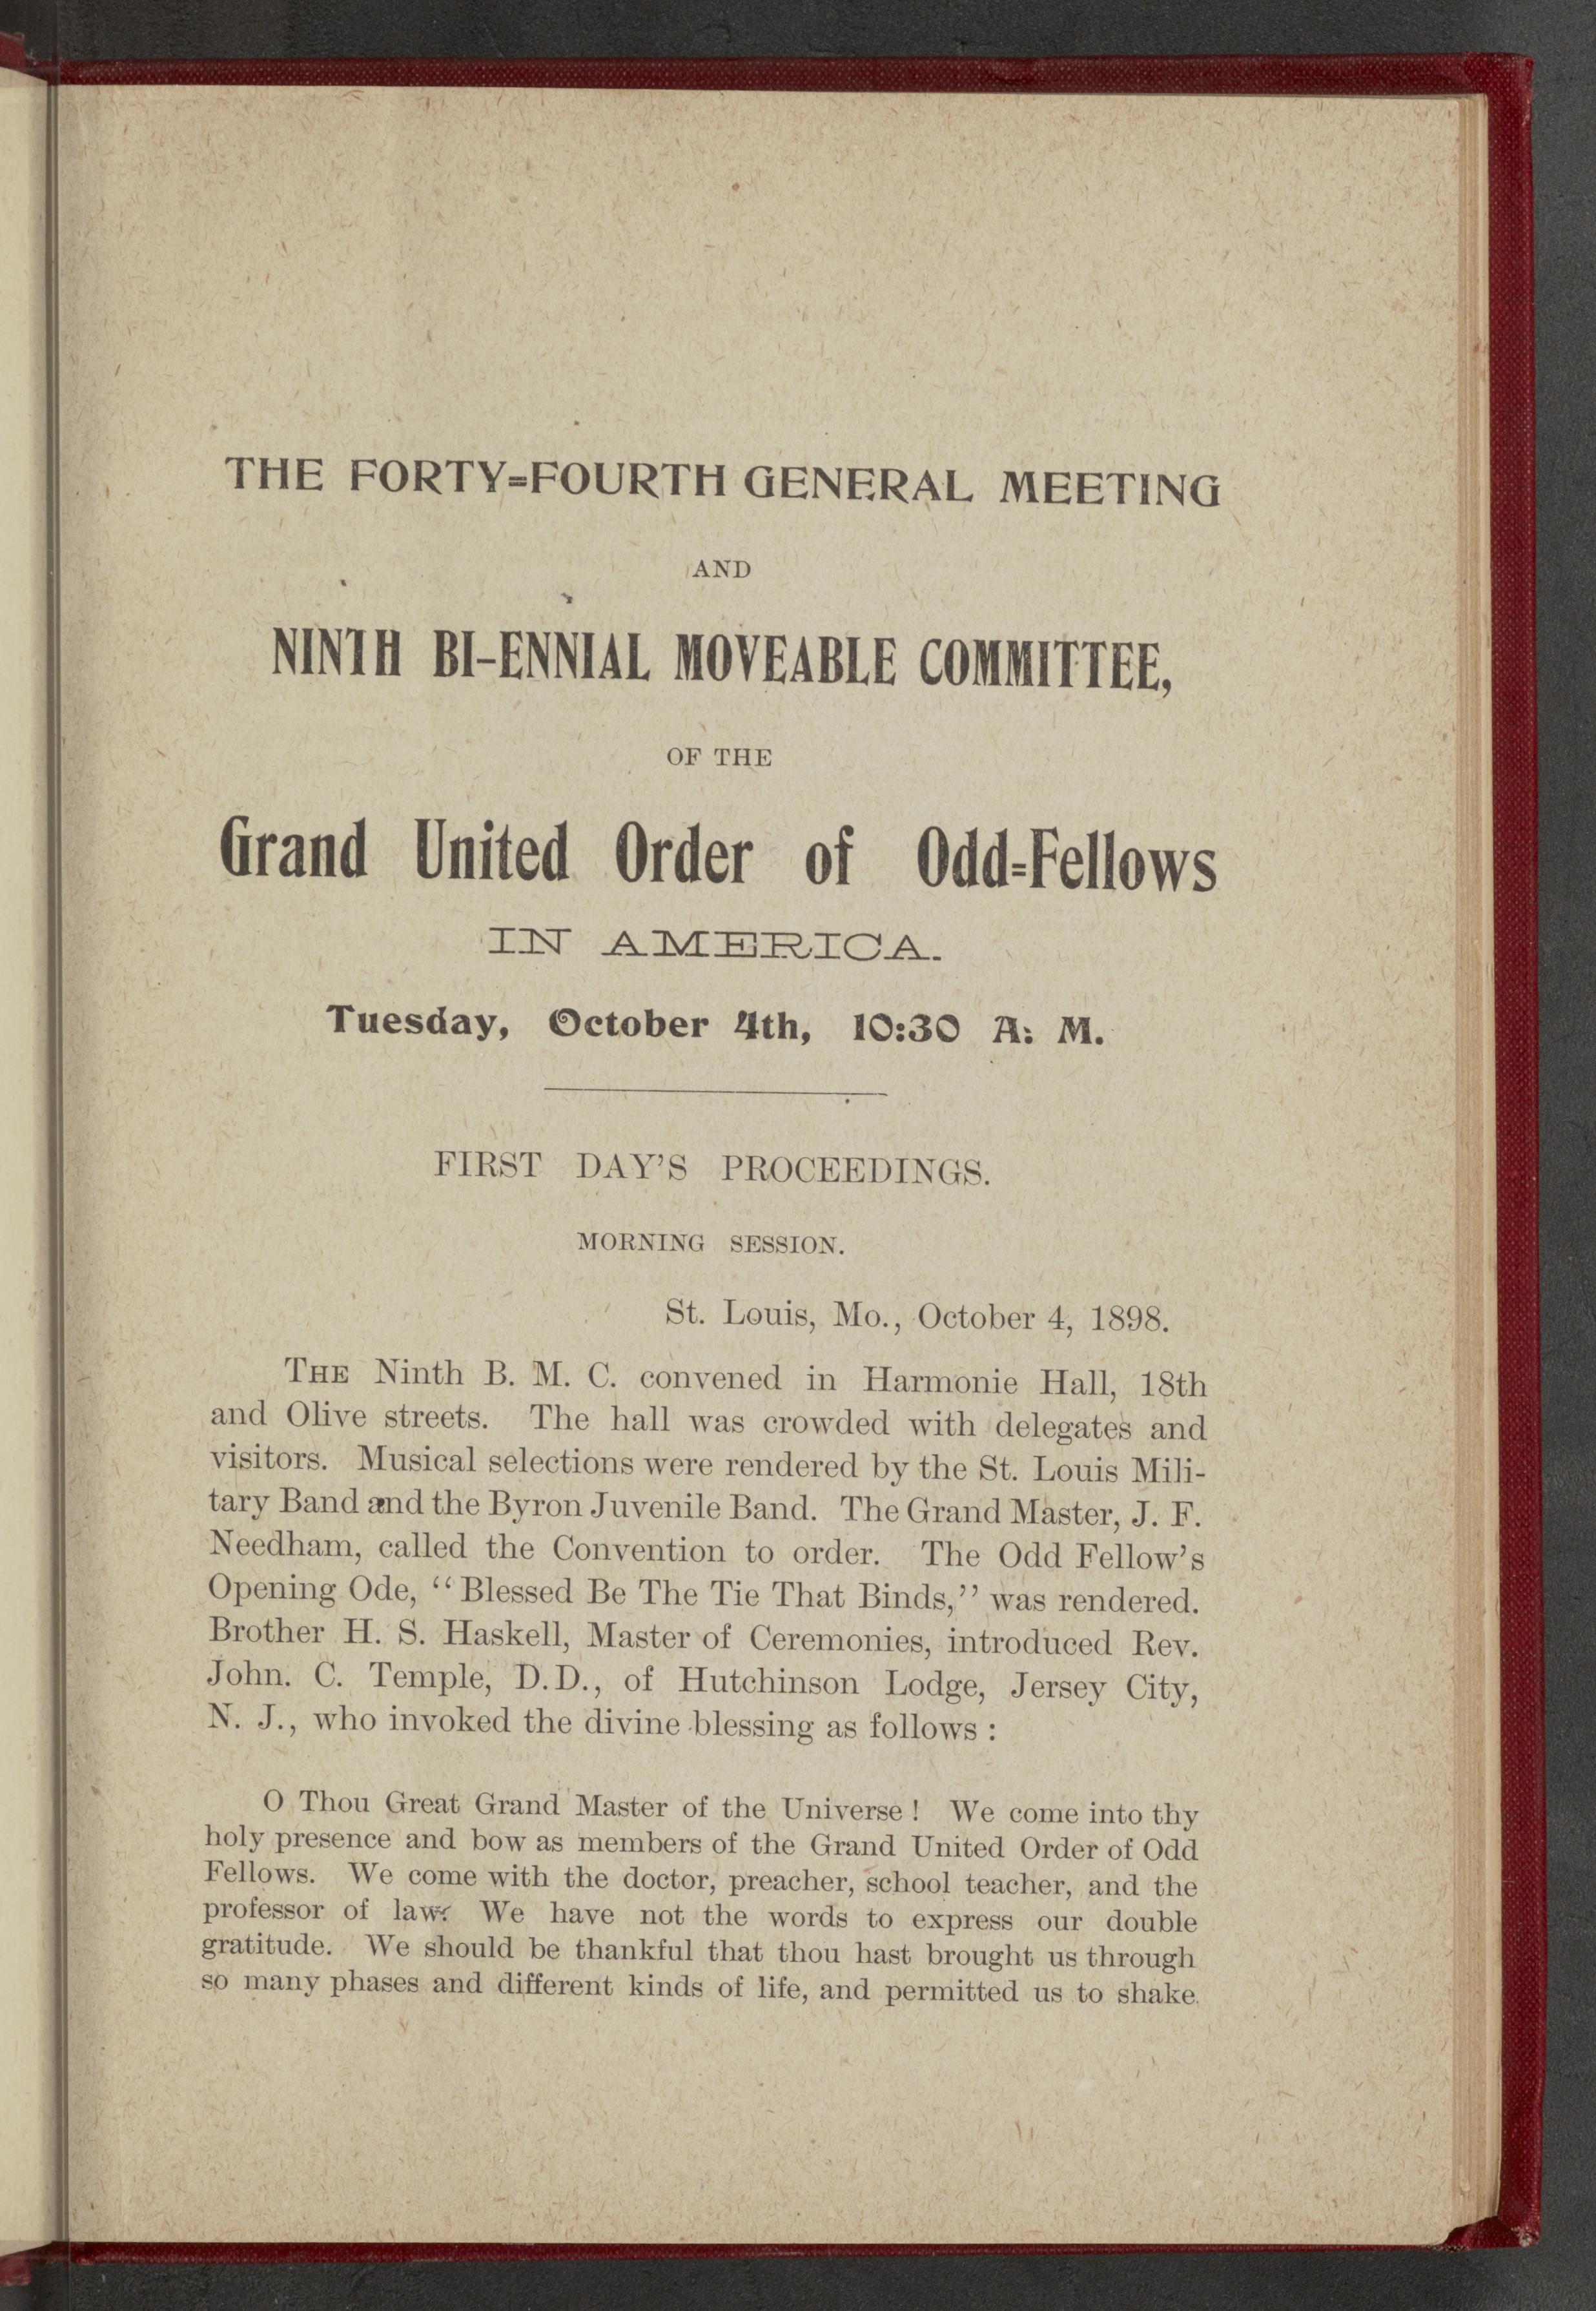 THE FORTY=FOURTH GENERAL MEETING
AND
NINTH BI-ENNIAL MOVEABLE COMMITTEE,
OF THE
Grand United Order of Odd=Fellows
IN AMERICA.
Tuesday, October 4th, 10:30 A. M.
FIRST DAY'S PROCEEDINGS.
MORNING SESSION.
St. Louis, Mo., October 4, 1898.
THE Ninth B. M. C. convened in Harmonie Hall, 18th
and Olive streets. The hall was crowded with delegates and
visitors. Musical selections were rendered by the St. Louis Mili-
tary Band and the Byron Juvenile Band. The Grand Master, J. F.
Needham, called the Convention to order. The Odd Fellow's
Opening Ode, "Blessed Be The Tie That Binds," was rendered.
Brother H. S. Haskell, Master of Ceremonies, introduced Rev.
John. C. Temple, D.D., of Hutchinson Lodge, Jersey City,
N. J., who invoked the divine blessing as follows :
O Thou Great Grand Master of the Universe ! We come into thy
holy presence and bow as members of the Grand United Order of Odd
Fellows. We come with the doctor, preacher, school teacher, and the
professor of law. We have not the words to express our double
gratitude. We should be thankful that thou hast brought us through
so many phases and different kinds of life, and permitted us to shake